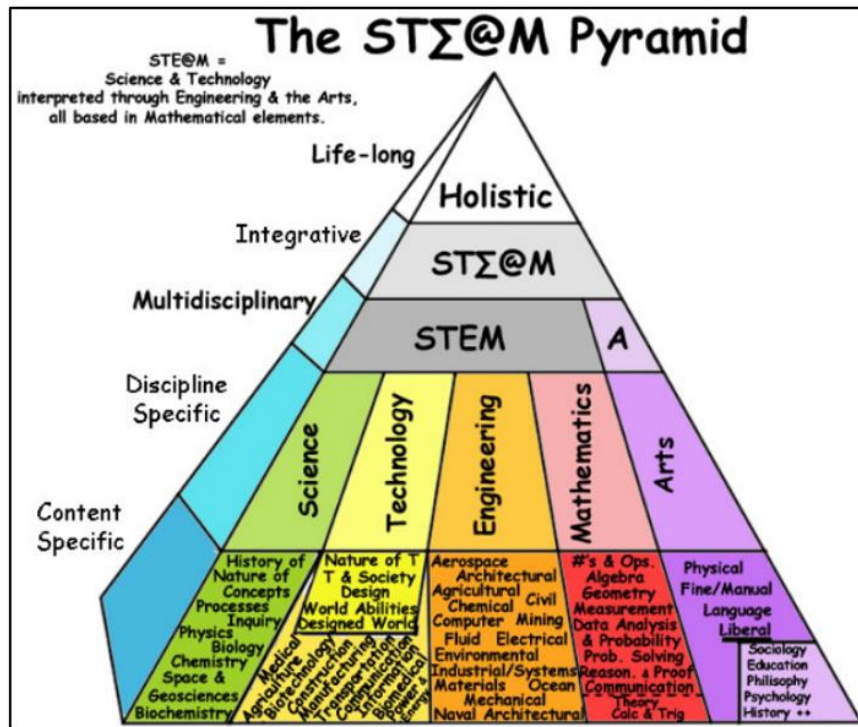 The ST∑@M Pyramid
STE@M =
Science & Technology
interpreted through Engineering & the Arts,
all based in Mathematical elements.
Life-long
Holistic
Integrative
ST∑@M
Multidisciplinary
STEM
A
Discipline
Specific
Science
Technology
Engineering
Mathematics
Arts
Content
Specific
History of
Nature of
Concepts
Processes
Inquiry
Physics
Biology
Chemistry
Space &
Geosciences
Biochemistry
Nature of T
T & Society
Design
World Abilities
Designed World
Medical
Agriculture
Biotechnology
Construction
Manufacturing
Transportation
Communication
Information
Biomedical
Power &
Energy
Aerospace
Architectural
Agricultural
Chemical Civil
Computer Mining
Fluid Electrical
Environmental
Industrial/Systems
Materials Ocean
Mechanical
Naval Architectural
#'s & Ops.
Algebra
Geometry
Measurement
Data Analysis
& Probability
Prob. Solving
Reason. & Proof
Communication
Theory
Calc & Trig
Physical
Fine/Manual
Language
Liberal
Sociology
Education
Philisophy
Psychology
History ++